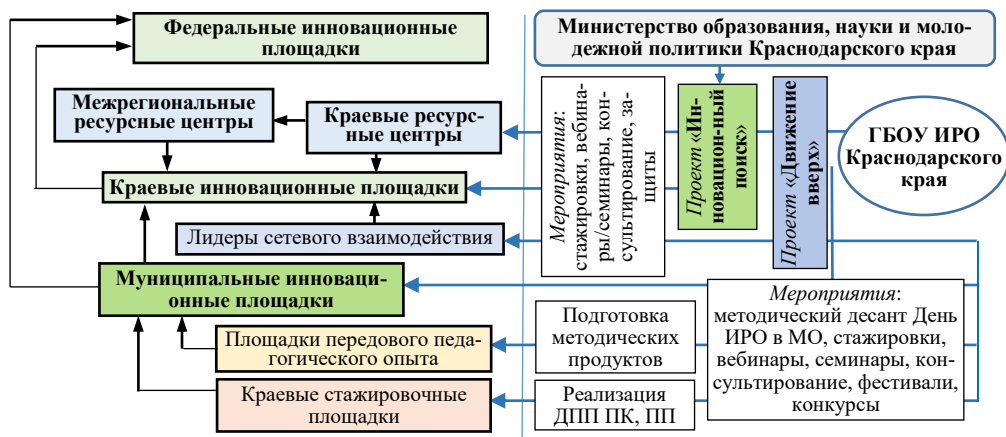 Федеральные инновационные
площадки
Межрегиональные
ресурсные центры
Краевые ресурс-
ные центры
Краевые инновационные площадки
Лидеры сетевого взаимодействия
Муниципальные инноваци-
онные площадки
Площадки передового педа-
гогического опыта
Краевые стажировочные
площадки
Министерство образования, науки и моло-
дежной политики Краснодарского края
Мероприятия:
стажировки, вебина-
ры/семинары, кон-
сультирование, за-
щиты
Проект «Ин-
новацион-ный
поиск»
Проект «Движение
вверх»
ГБОУ ИРО
Краснодарского
края
Подготовка
методических
продуктов
Реализация
ДПП ПК, ПП
Мероприятия:
методический десант День
ИРО в МО, стажировки,
вебинары, семинары, кон-
сультирование, фестивали,
конкурсы